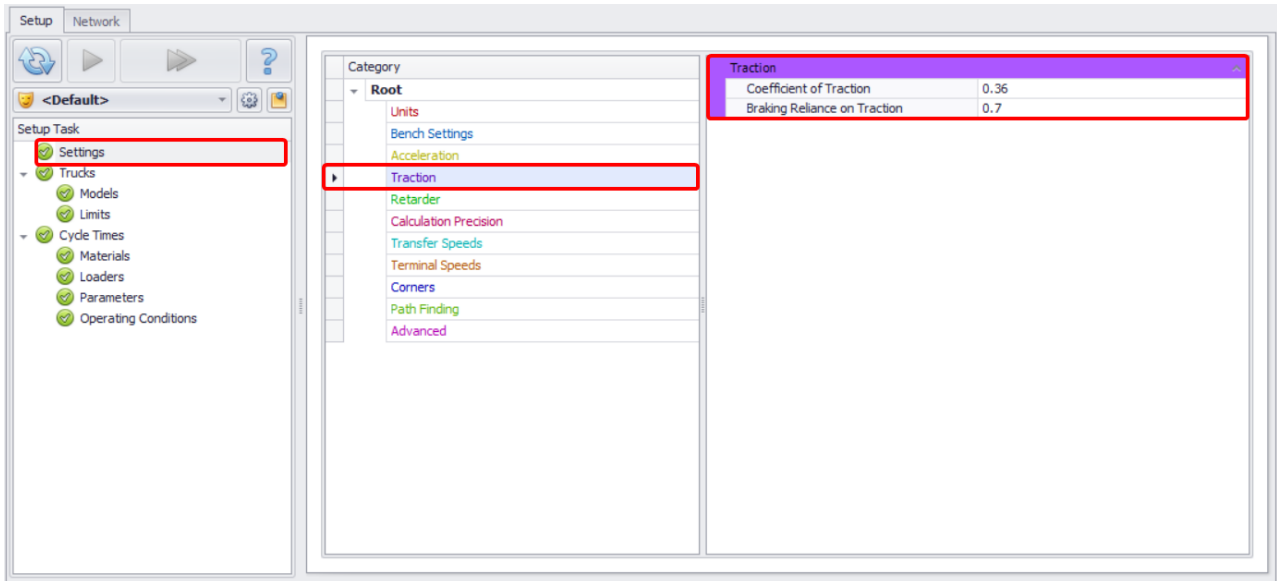 Setup
Network
<Default>
Setup Task
Settings
Trucks
Models
Limits
Cycle Times
Materials
Loaders
Parameters
Operating Conditions
Category
Root
Units
Bench Settings
Acceleration
Traction
Retarder
Calculation Precision
Transfer Speeds
Terminal Speeds
Corners
Path Finding
Advanced
Traction
Coefficient of Traction 0.36
Braking Reliance on Traction 0.7